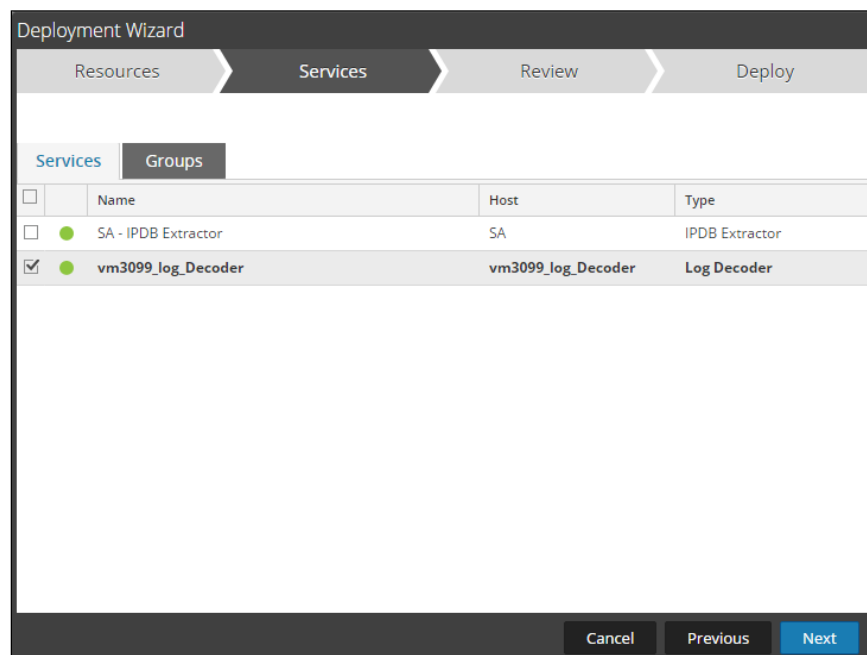 Deployment Wizard
Resources Services Review Deploy
Services Groups
Name Host Type
SA - IPDB Extractor SA IPDB Extractor
vm3099_log_Decoder vm3099_log_Decoder Log Decoder
Cancel Previous Next